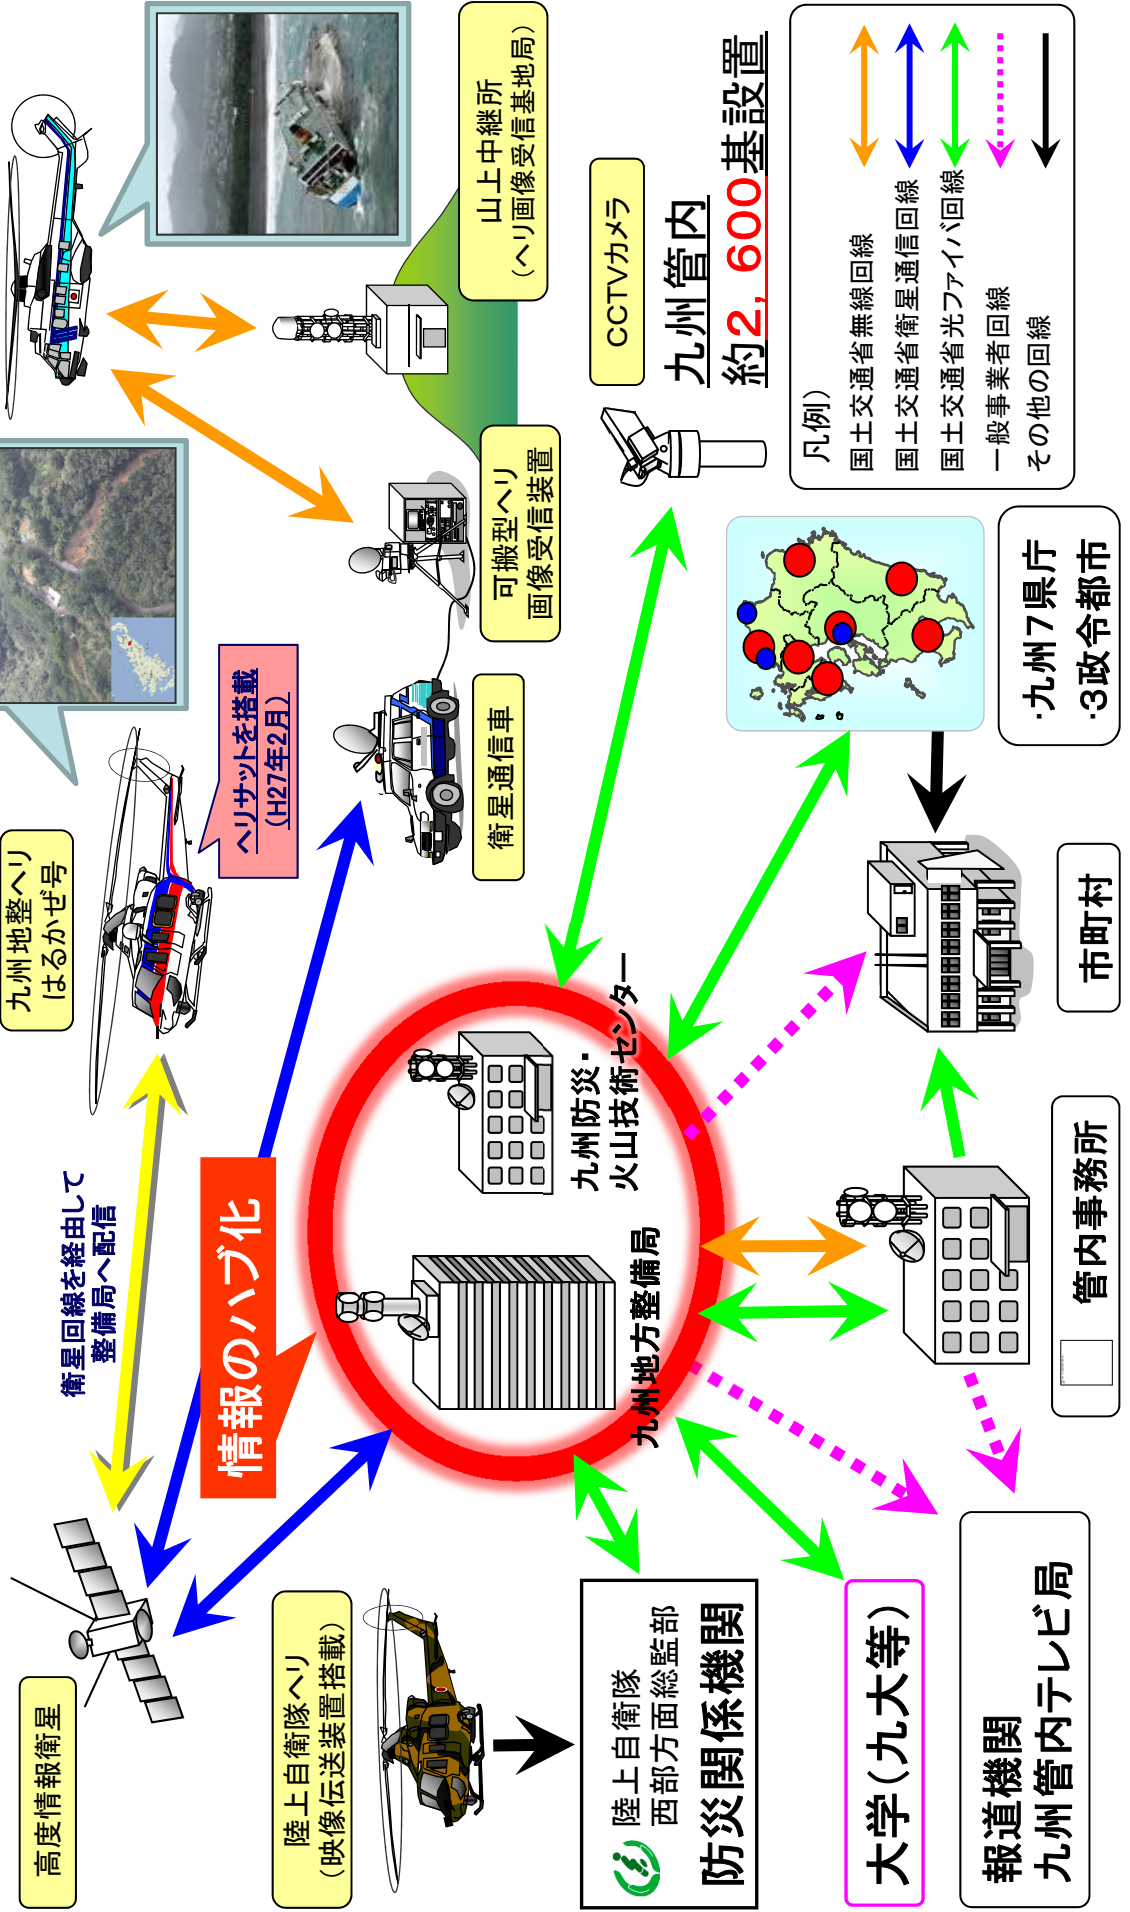 高度情報衛星
衛星回線を経由して
整備局へ配信
九州地整ヘリ
はるかぜ号
ヘリサットを搭載
(H27年2月)
情報のハブ化
陸上自衛隊ヘリ
(映像伝送装置搭載)
衛星通信車
可搬型ヘリ
画像受信装置
山上中継所
(ヘリ画像受信基地局)
九州防災・
火山技術センター
九州地方整備局
CCTVカメラ
九州管内
約2,600基設置
陸上自衛隊
西部方面総監部
防災関係機関
大学(九大等)
報道機関
九州管内テレビ局
管内事務所
市町村
・九州7県庁
・3政令都市
凡例)
国土交通省無線回線
国土交通省衛星通信回線
国土交通省光ファイバ回線
一般事業者回線
その他の回線